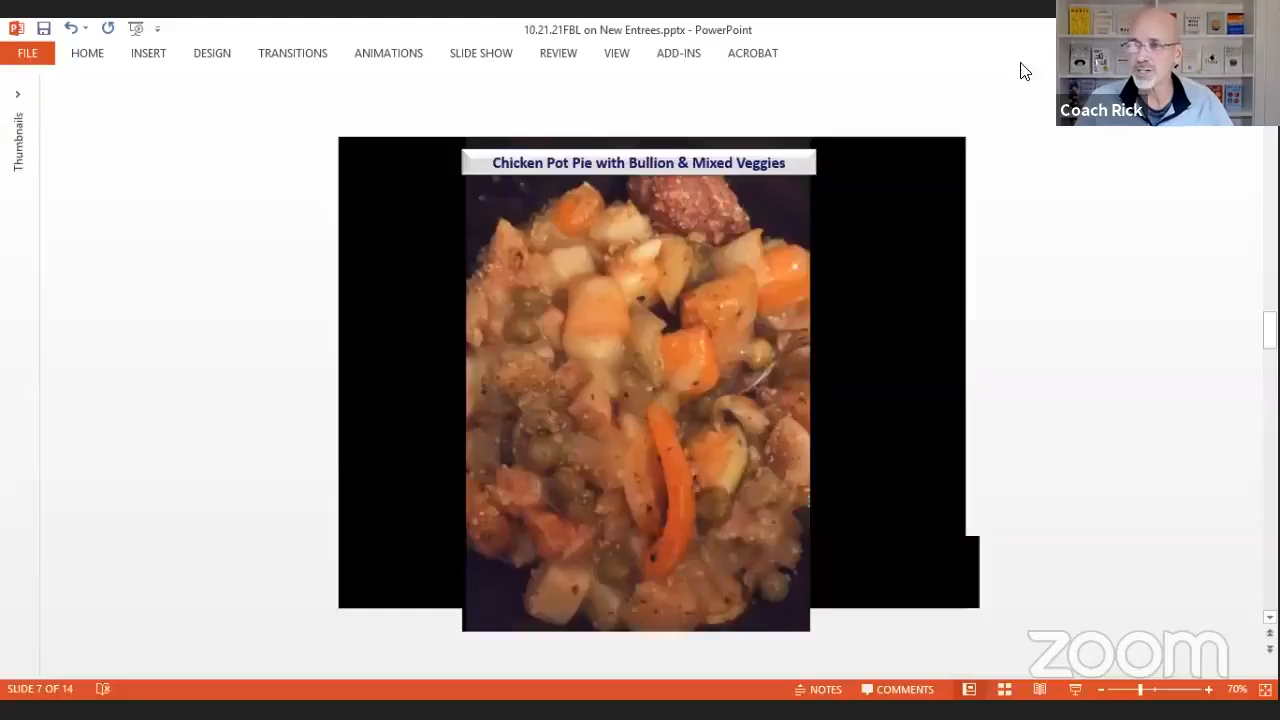 10.21.21FBL on New Entrees.pptx - PowerPoint
FILE HOME INSERT DESIGN TRANSITIONS ANIMATIONS SLIDE SHOW REVIEW VIEW ADD-INS ACROBAT
Coach Rick
Thumbnails
Chicken Pot Pie with Bullion & Mixed Veggies
zoom
SLIDE 7 OF 14 NOTES COMMENTS 70%